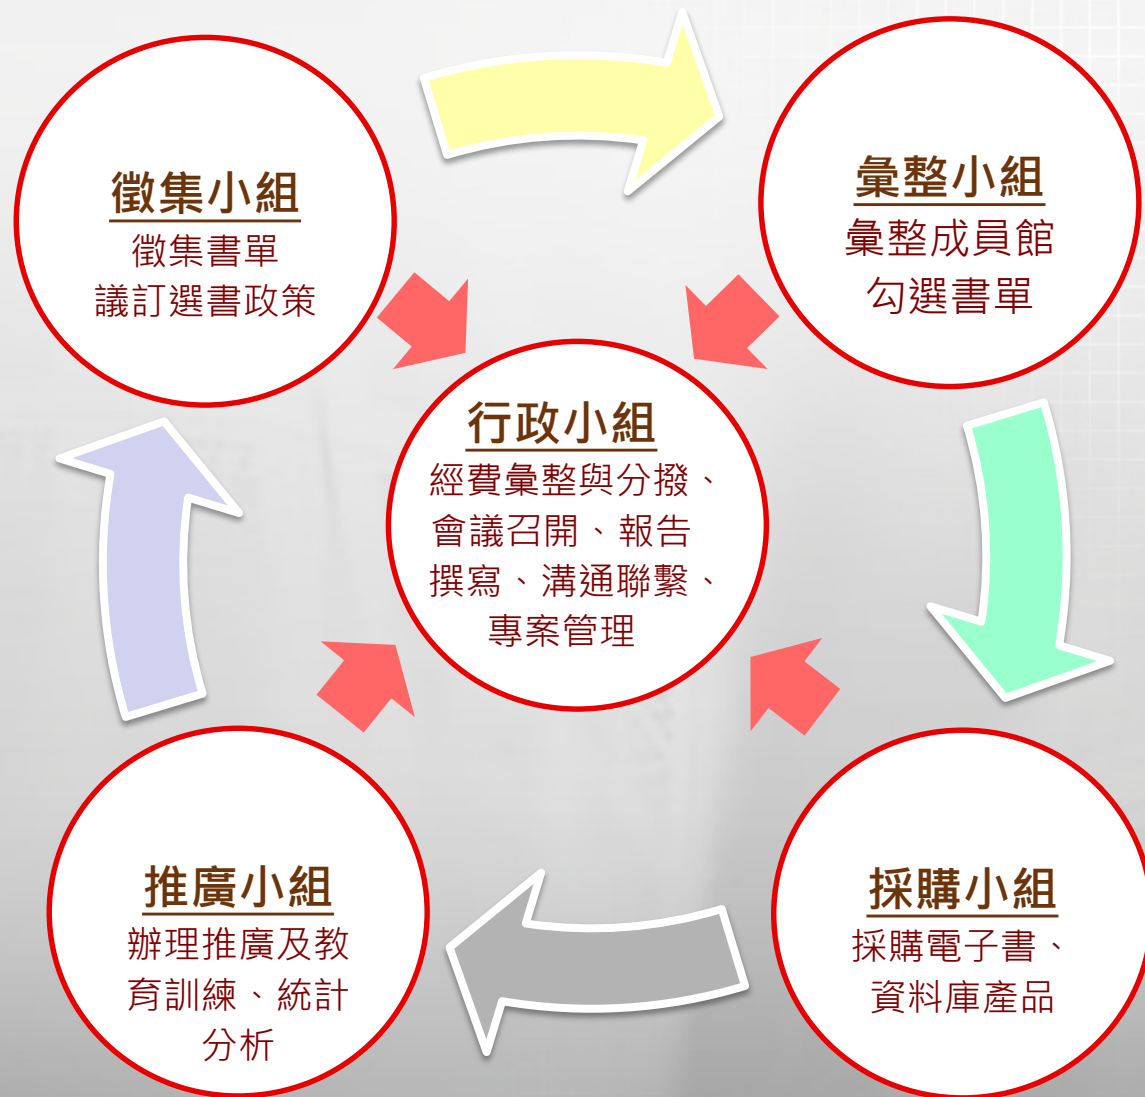 徵集小組
徵集書單
議訂選書政策
彙整小組
彙整成員館
勾選書單
行政小組
經費彙整與分撥、
會議召開、報告
撰寫、溝通聯繫、
專案管理
推廣小組
辦理推廣及教
育訓練、統計
分析
採購小組
採購電子書、
資料庫產品